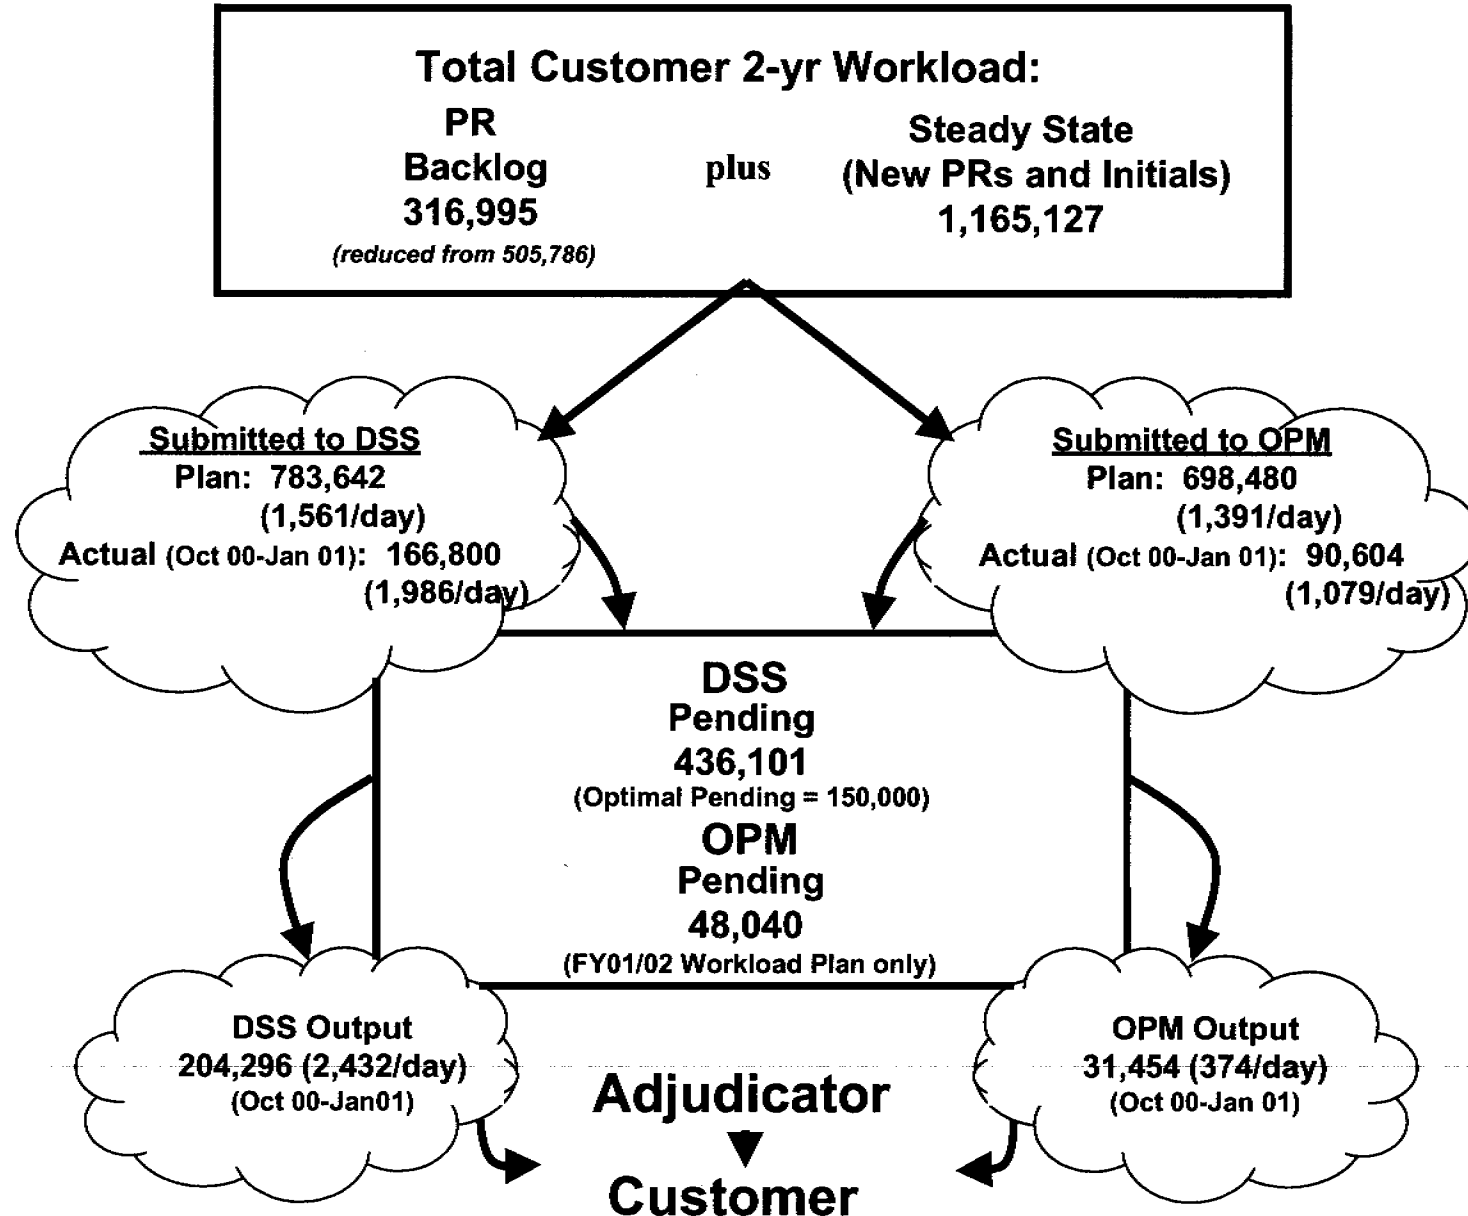 Total Customer 2-yr Workload:
PR
Backlog
316,995
(reduced from 505,786)
plus
Steady State
(New PRs and Initials)
1,165,127
Submitted to DSS
Plan: 783,642
(1,561/day)
Actual (Oct 00-Jan 01): 166,800
(1,986/day)
Submitted to OPM
Plan: 698,480
(1,391/day)
Actual (Oct 00-Jan 01): 90,604
(1,079/day)
DSS
Pending
436,101
(Optimal Pending = 150,000)
OPM
Pending
48,040
(FY01/02 Workload Plan only)
DSS Output
204,296 (2,432/day)
(Oct 00-Jan01)
OPM Output
31,454 (374/day)
(Oct 00-Jan 01)
Adjudicator
Customer